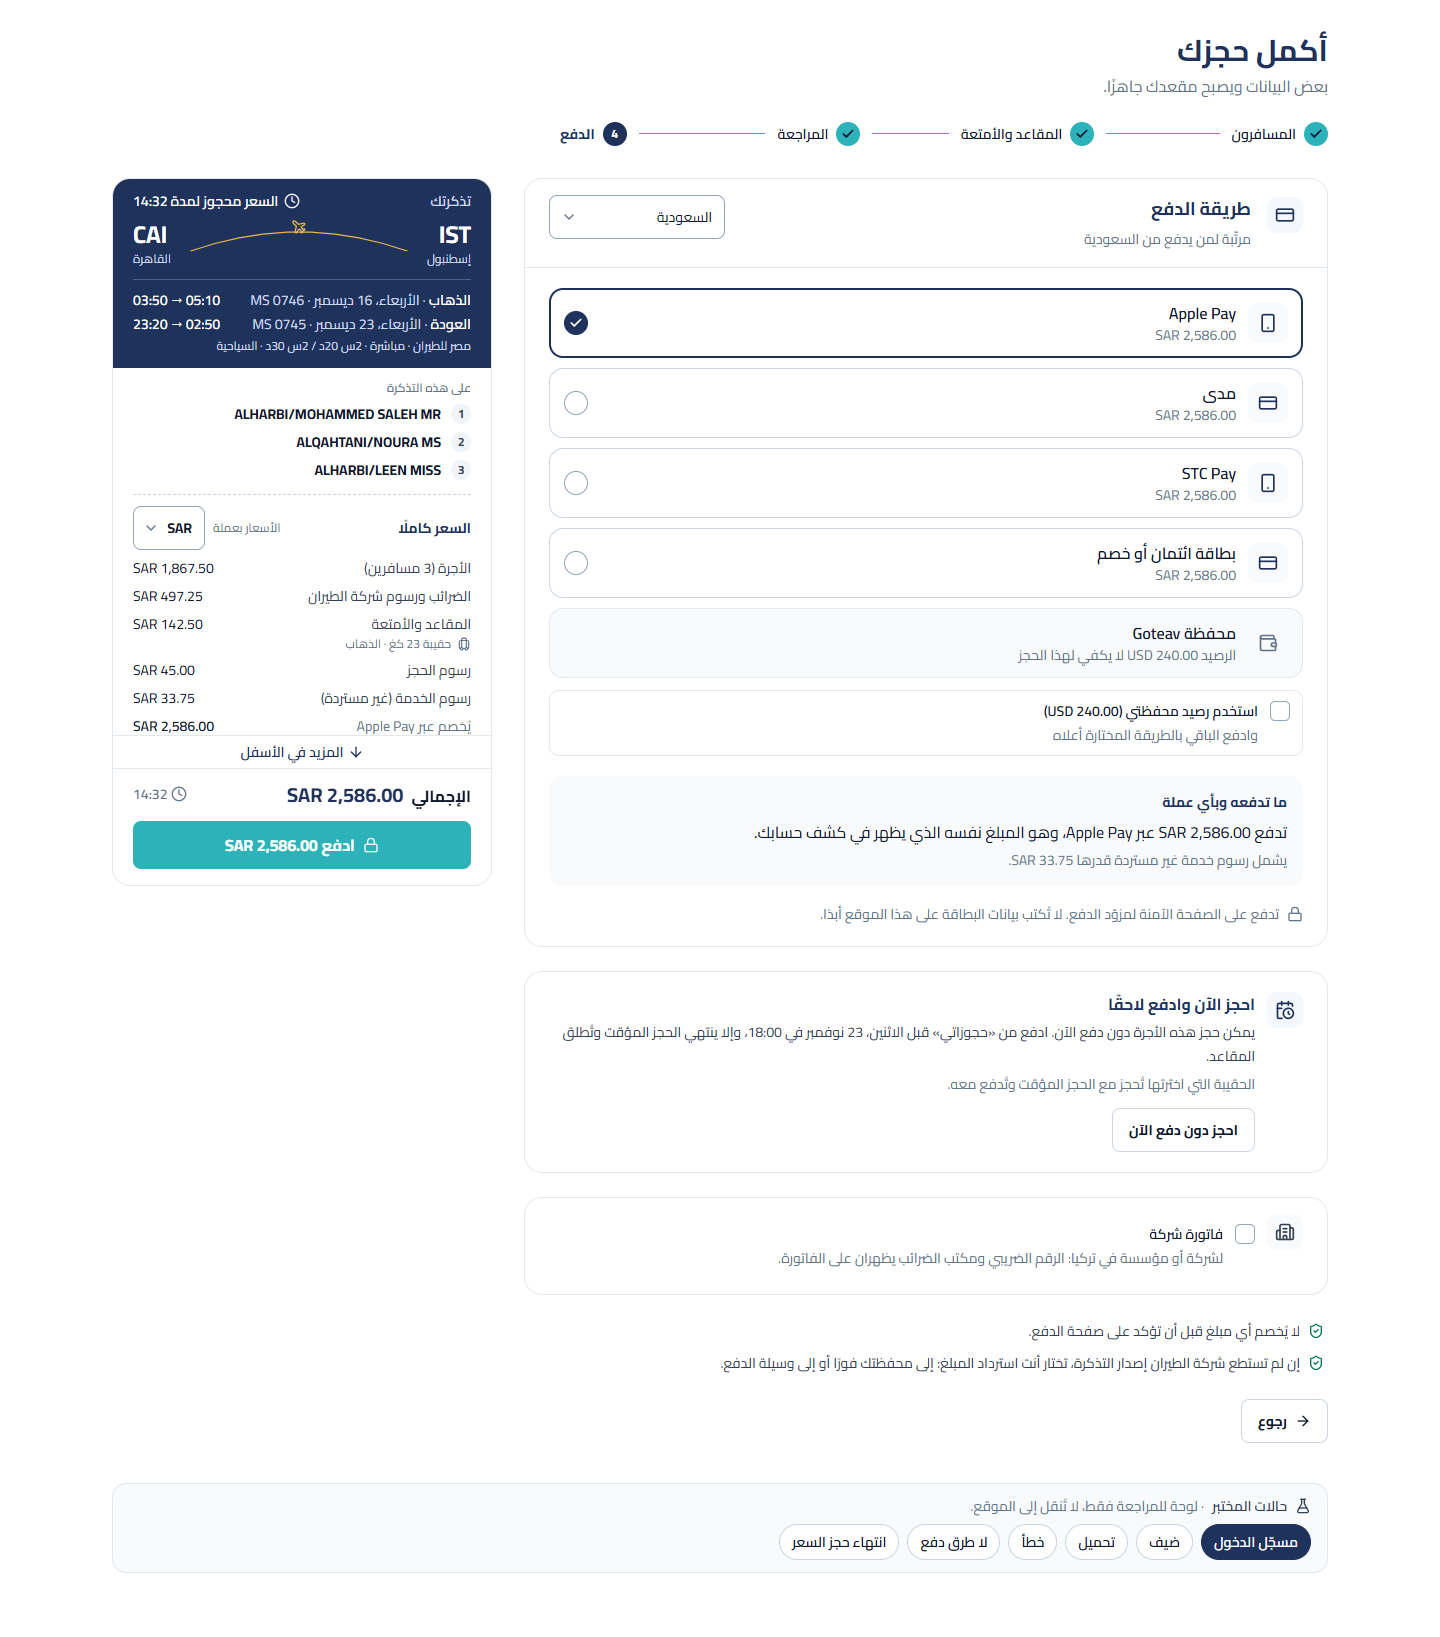 أكمل حجزك
بعض البيانات ويصبح مقعدك جاهزًا.
المسافرون
المقاعد والأمتعة
المراجعة
4 الدفع
طريقة الدفع
مرتّبة لمن يدفع من السعودية
السعودية
Apple Pay
SAR 2,586.00
مدى
SAR 2,586.00
STC Pay
SAR 2,586.00
بطاقة ائتمان أو خصم
SAR 2,586.00
محفظة Goteav
الرصيد USD 240.00 لا يكفي لهذا الحجز
استخدم رصيد محفظتي (USD 240.00)
وادفع الباقي بالطريقة المختارة أعلاه
ما تدفعه وبأي عملة
تدفع SAR 2,586.00 عبر Apple Pay، وهو المبلغ نفسه الذي يظهر في كشف حسابك.
يشمل رسوم خدمة غير مستردة قدرها SAR 33.75.
تدفع على الصفحة الآمنة لمزوّد الدفع. لا تُكتب بيانات البطاقة على هذا الموقع أبدًا.
احجز الآن وادفع لاحقًا
يمكن حجز هذه الأجرة دون دفع الآن. ادفع من «حجوزاتي» قبل الاثنين، 23 نوفمبر في 18:00، وإلا ينتهي الحجز المؤقت وتُطلق
المقاعد.
الحقيبة التي اخترتها تُحجز مع الحجز المؤقت وتُدفع معه.
احجز دون دفع الآن
فاتورة شركة
لشركة أو مؤسسة في تركيا: الرقم الضريبي ومكتب الضرائب يظهران على الفاتورة.
لا يُخصم أي مبلغ قبل أن تؤكد على صفحة الدفع.
إن لم تستطع شركة الطيران إصدار التذكرة، تختار أنت استرداد المبلغ: إلى محفظتك فورًا أو إلى وسيلة الدفع.
رجوع
تذكرتك
السعر محجوز لمدة 14:32
IST
CAI
إسطنبول
القاهرة
الذهاب · الأربعاء، 16 ديسمبر · MS 0746
03:50 → 05:10
العودة · الأربعاء، 23 ديسمبر · MS 0745
23:20 → 02:50
مصر للطيران · مباشرة · 2س 20د / 2س 30د · السياحية
على هذه التذكرة
1 ALHARBI/MOHAMMED SALEH MR
2 ALQAHTANI/NOURA MS
3 ALHARBI/LEEN MISS
السعر كاملًا
الأسعار بعملة
SAR
الأجرة (3 مسافرين)
SAR 1,867.50
الضرائب ورسوم شركة الطيران
SAR 497.25
المقاعد والأمتعة
SAR 142.50
حقيبة 23 كغ · الذهاب
رسوم الحجز
SAR 45.00
رسوم الخدمة (غير مستردة)
SAR 33.75
يُخصم عبر Apple Pay
SAR 2,586.00
المزيد في الأسفل
الإجمالي SAR 2,586.00
14:32
ادفع SAR 2,586.00
حالات المختبر · لوحة للمراجعة فقط، لا تُنقل إلى الموقع.
مسجّل الدخول
ضيف
تحميل
خطأ
لا طرق دفع
انتهاء حجز السعر